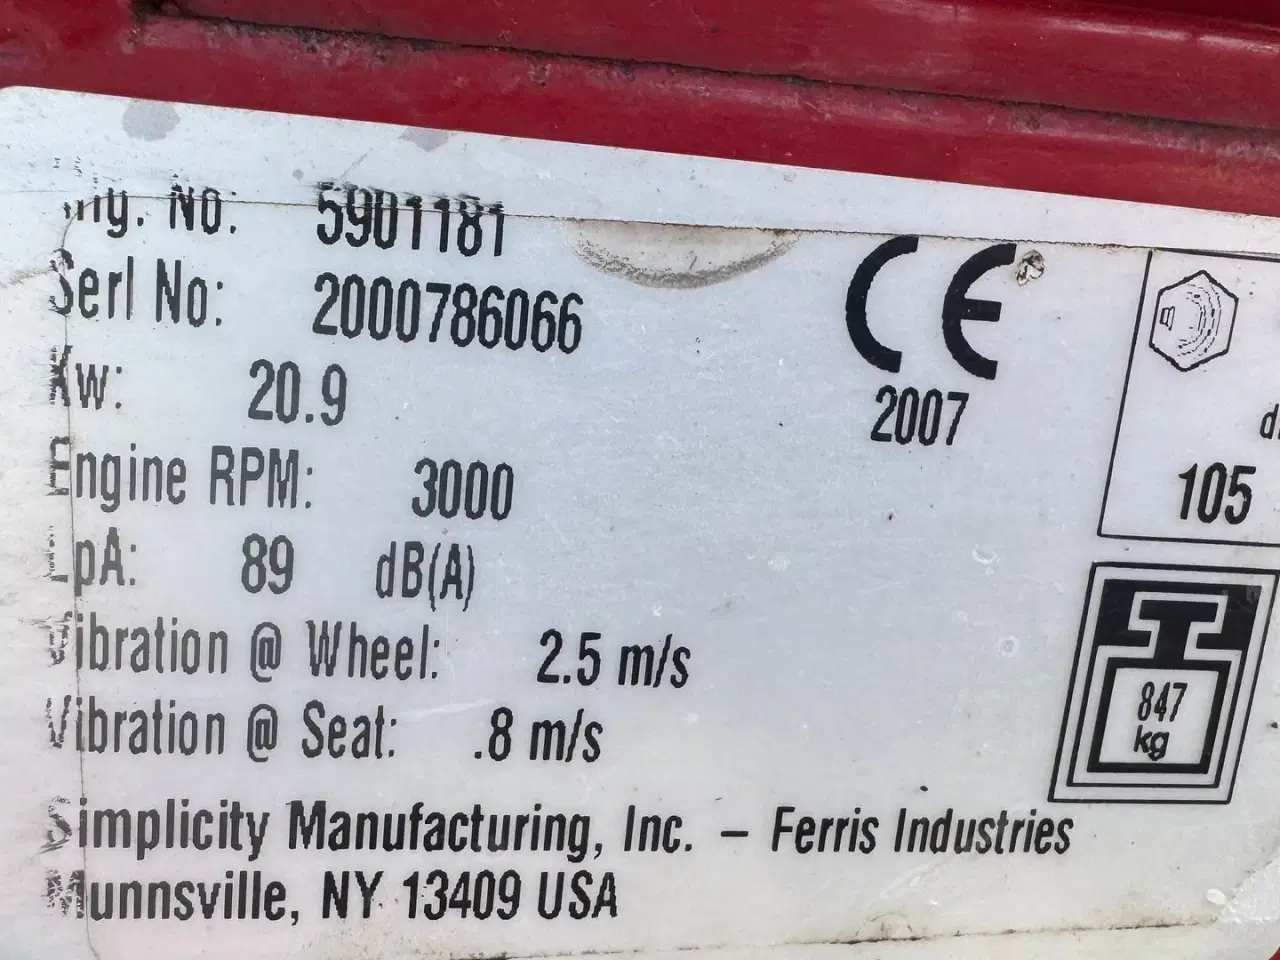 Mfg. No: 5901181
Serl No: 2000786066
Kw: 20.9
Engine RPM: 3000
LpA: 89 dB(A)
Vibration @ Wheel: 2.5 m/s
Vibration @ Seat: .8 m/s
Simplicity Manufacturing, Inc. – Ferris Industries
Munnsville, NY 13409 USA
CE
2007
105
847
kg